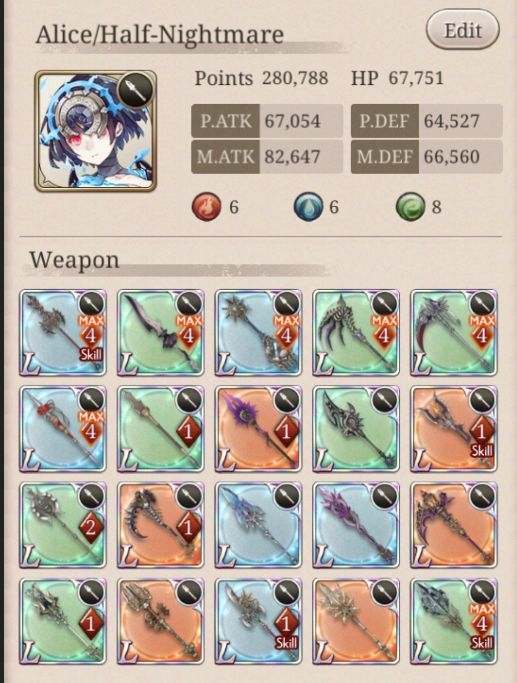 Alice/Half-Nightmare
Edit
Points 280,788 HP 67,751
P.ATK 67,054 P.DEF 64,527
M.ATK 82,647 M.DEF 66,560
6 6 8
Weapon
L MAX 4 Skill L MAX 4 L MAX 4 L MAX 4 L MAX 4
L MAX 4 L 1 L 1 L L 1 Skill
L 2 L 1 L L L
L 1 L L 1 Skill L L MAX 4 Skill